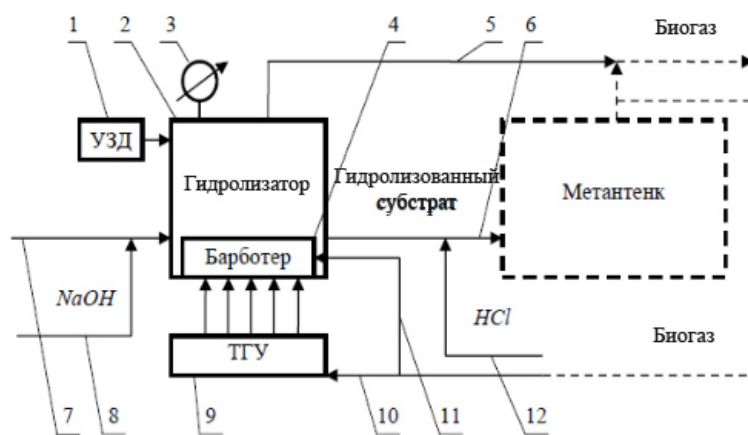 1 2 3 4 5 6
Биогаз
УЗД
Гидролизатор
Гидролизованный
субстрат
Метантенк
Барботер
NaOH
HCl
ТГУ
Биогаз
7 8 9 10 11 12